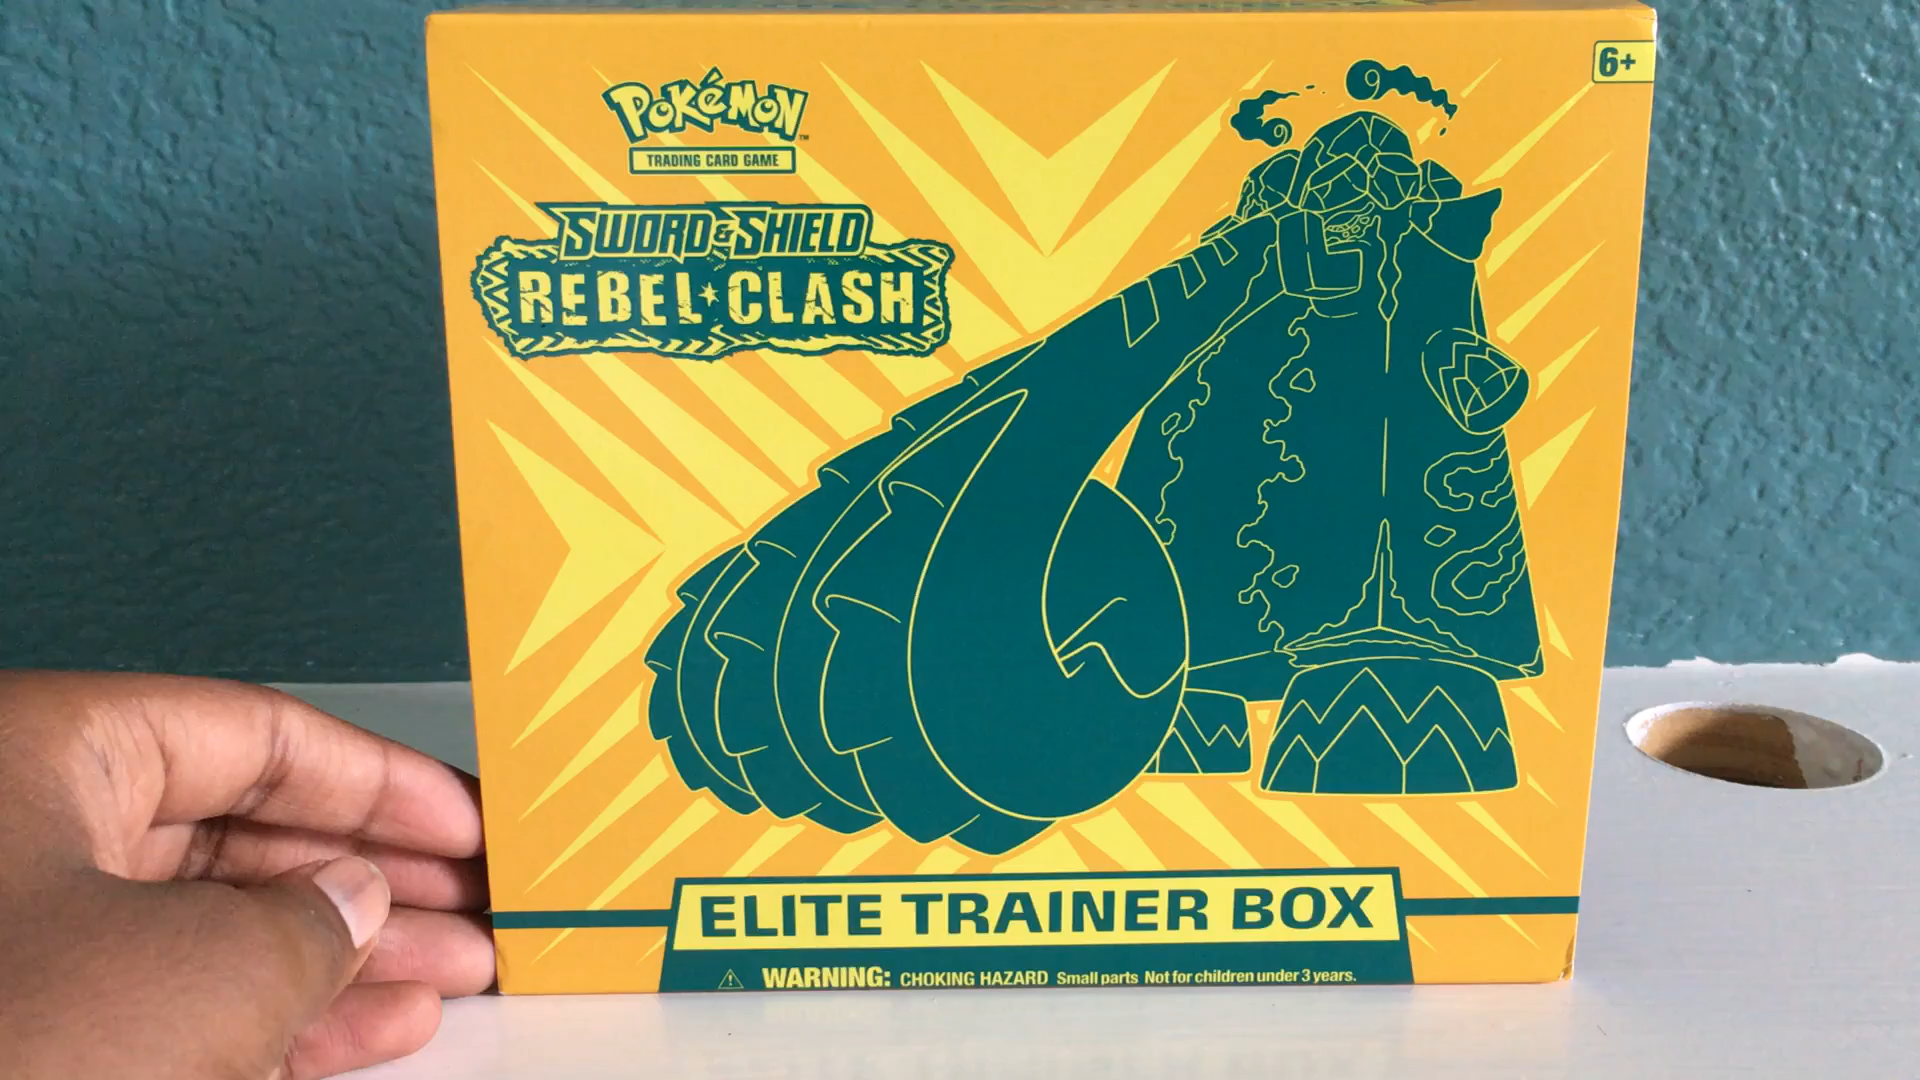 6+
Pokémon
TM
TRADING CARD GAME
SWORD & SHIELD
REBEL CLASH
ELITE TRAINER BOX
WARNING: CHOKING HAZARD Small parts Not for children under 3 years.